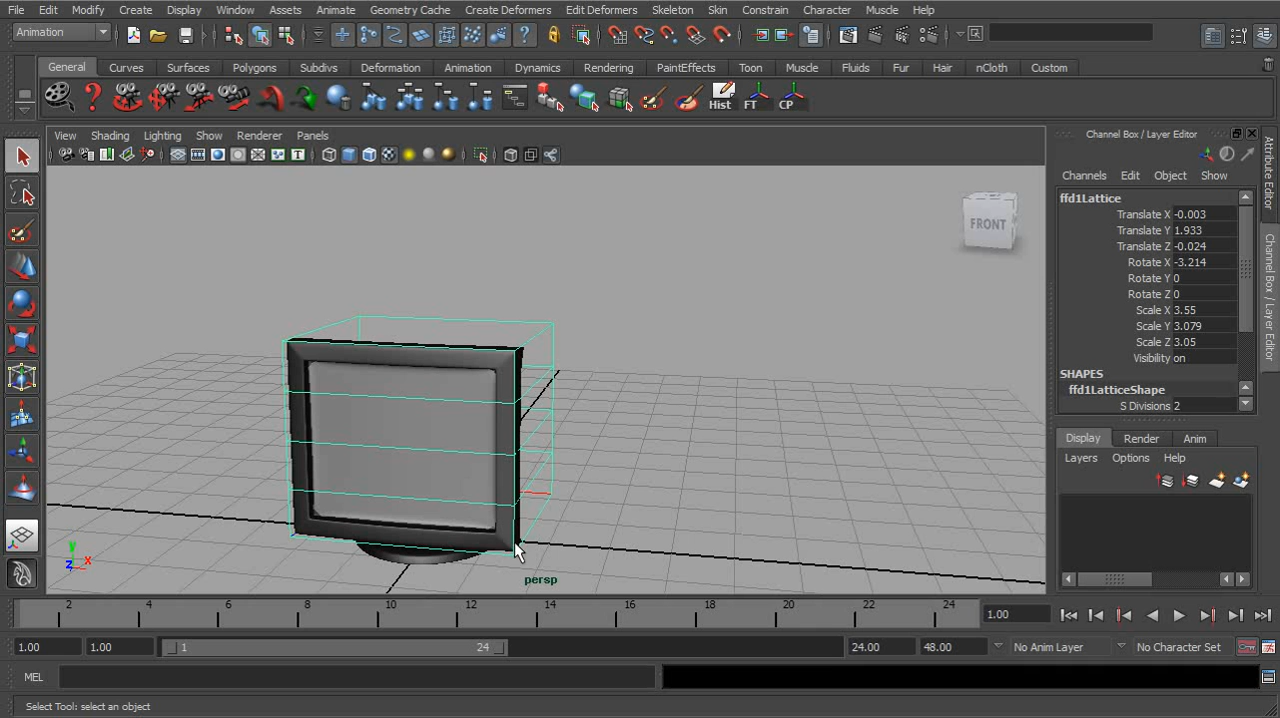 File Edit Modify Create Display Window Assets Animate Geometry Cache Create Deformers Edit Deformers Skeleton Skin Constrain Character Muscle Help
Animation
General Curves Surfaces Subdivs Polygons Deformation Animation Dynamics Rendering PaintEffects Toon Muscle Fluids Fur Hair nCloth Custom
Hist FT CP
View Shading Lighting Show Renderer Panels
Channel Box / Layer Editor
Channels Edit Object Show
ffd1Lattice
Translate X -0.003
Translate Y 1.933
Translate Z -0.024
Rotate X -3.214
Rotate Y 0
Rotate Z 0
Scale X 3.55
Scale Y 3.079
Scale Z 3.05
Visibility on
SHAPES
ffd1LatticeShape
S Divisions 2
Display Render Anim
Layers Options Help
Attribute Editor
Channel Box / Layer Editor
FRONT
y
z x
persp
2 4 6 8 10 12 14 16 18 20 22 24
1.00
1.00 1.00 1 24 24.00 48.00 No Anim Layer No Character Set
MEL
Select Tool: select an object